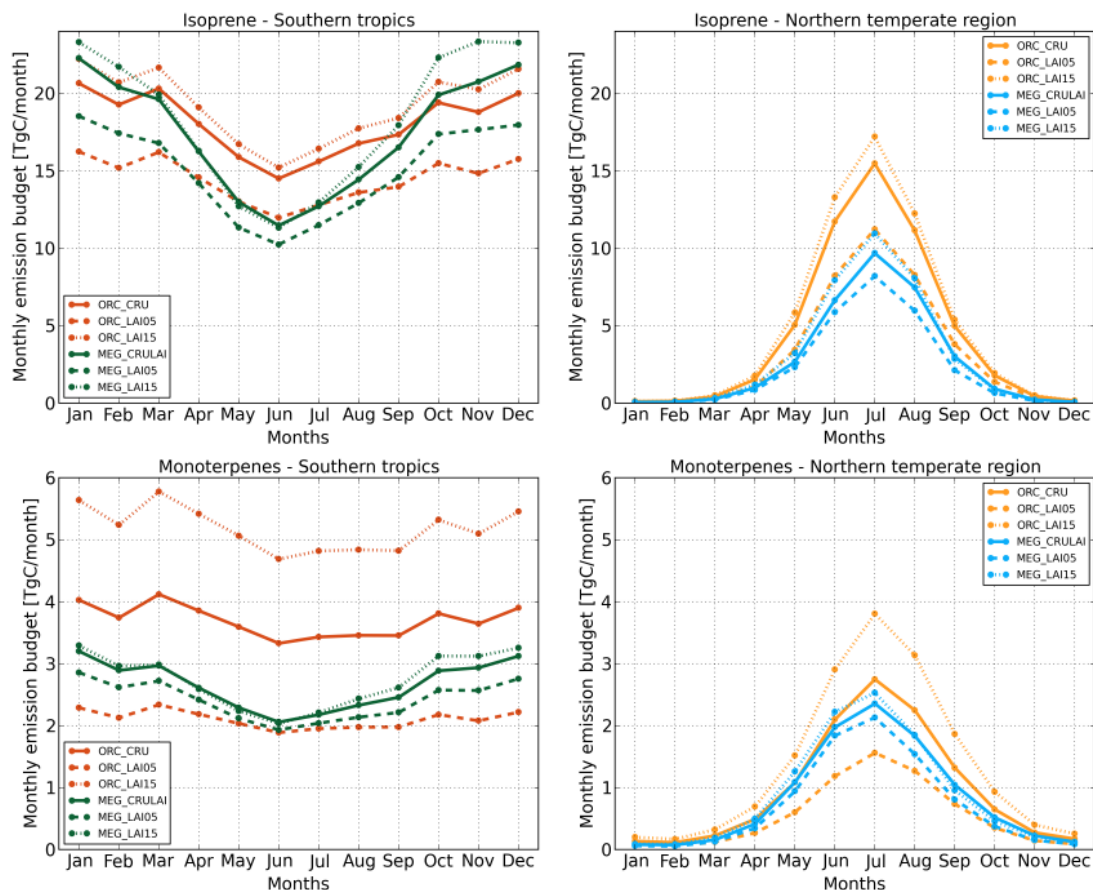 Isoprene - Southern tropics
Monthly emission budget [TgC/month]
20
15
10
5
0
ORC_CRU
ORC_LAI05
ORC_LAI15
MEG_CRULAI
MEG_LAI05
MEG_LAI15
Jan Feb Mar Apr May Jun Jul Aug Sep Oct Nov Dec
Months
Isoprene - Northern temperate region
Monthly emission budget [TgC/month]
20
15
10
5
0
ORC_CRU
ORC_LAI05
ORC_LAI15
MEG_CRULAI
MEG_LAI05
MEG_LAI15
Jan Feb Mar Apr May Jun Jul Aug Sep Oct Nov Dec
Months
Monoterpenes - Southern tropics
Monthly emission budget [TgC/month]
6
5
4
3
2
1
0
ORC_CRU
ORC_LAI05
ORC_LAI15
MEG_CRULAI
MEG_LAI05
MEG_LAI15
Jan Feb Mar Apr May Jun Jul Aug Sep Oct Nov Dec
Months
Monoterpenes - Northern temperate region
Monthly emission budget [TgC/month]
6
5
4
3
2
1
0
ORC_CRU
ORC_LAI05
ORC_LAI15
MEG_CRULAI
MEG_LAI05
MEG_LAI15
Jan Feb Mar Apr May Jun Jul Aug Sep Oct Nov Dec
Months